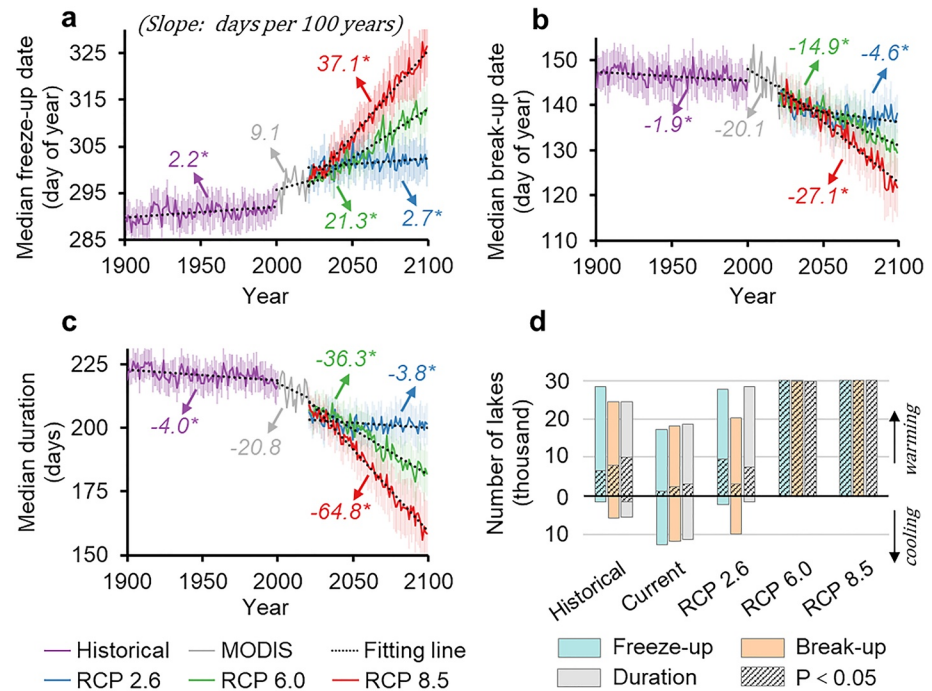 a
(Slope: days per 100 years)
Median freeze-up date
(day of year)
325
315
305
295
285
37.1*
9.1
2.2*
21.3*
2.7*
1900
1950
2000
2050
2100
Year
b
Median break-up date
(day of year)
150
140
130
120
110
-14.9*
-4.6*
-1.9*
-20.1
-27.1*
1900
1950
2000
2050
2100
Year
c
Median duration
(days)
225
200
175
150
-36.3*
-3.8*
-4.0*
-20.8
-64.8*
1900
1950
2000
2050
2100
Year
d
Number of lakes
(thousand)
30
20
10
0
10
warming
cooling
Historical
Current
RCP 2.6
RCP 6.0
RCP 8.5
Historical
MODIS
Fitting line
RCP 2.6
RCP 6.0
RCP 8.5
Freeze-up
Break-up
Duration
P < 0.05